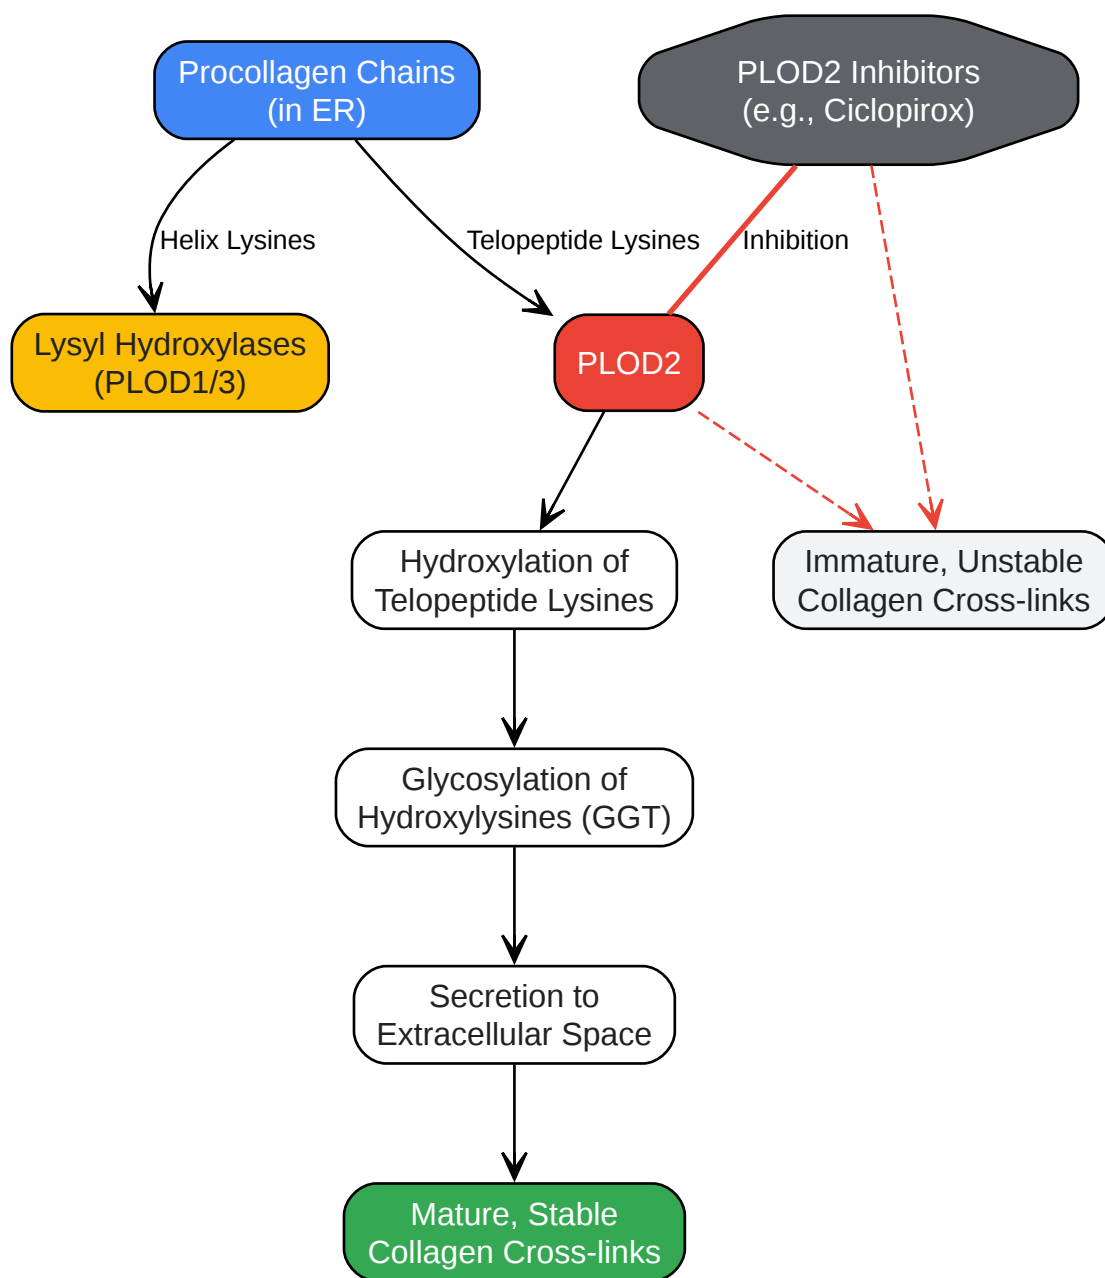 Procollagen Chains
(in ER)
PLOD2 Inhibitors
(e.g., Ciclopirox)
Helix Lysines
Telopeptide Lysines
Inhibition
Lysyl Hydroxylases
(PLOD1/3)
PLOD2
Hydroxylation of
Telopeptide Lysines
Immature, Unstable
Collagen Cross-links
Glycosylation of
Hydroxylysines (GGT)
Secretion to
Extracellular Space
Mature, Stable
Collagen Cross-links